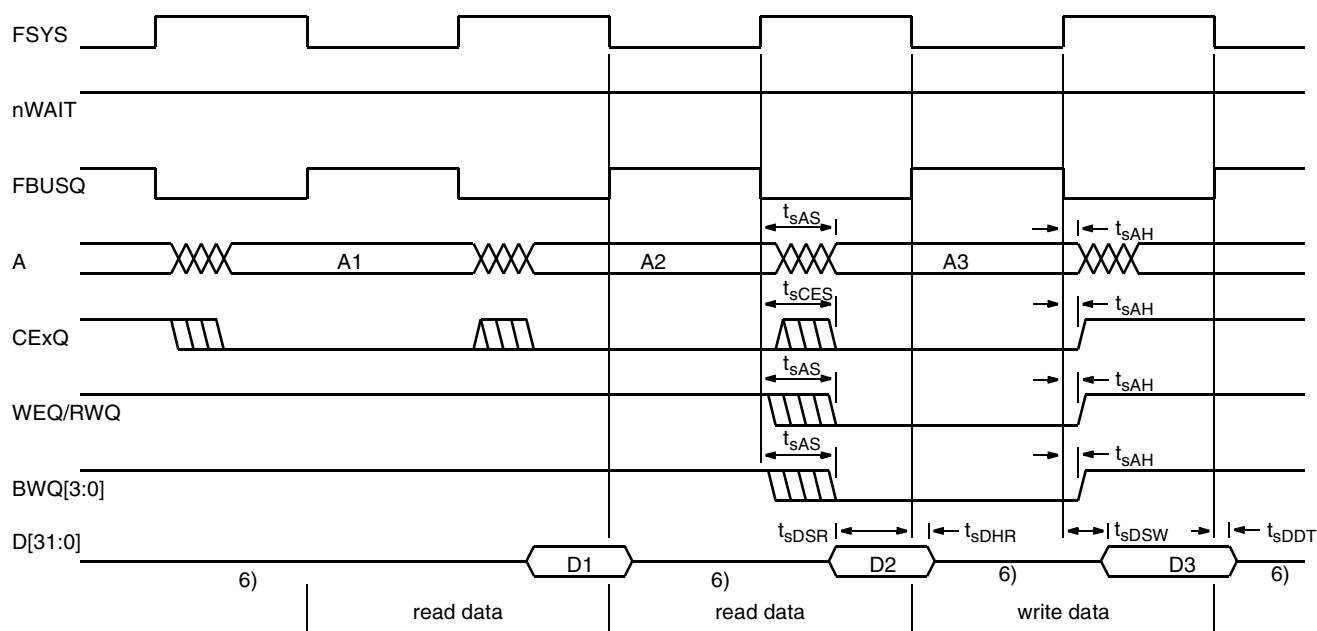 FSYS
nWAIT
FBUSQ
tsAS
tsAH
A A1 A2 A3
tsCES
tsAH
CExQ
tsAS
tsAH
WEQ/RWQ
tsAS
tsAH
BWQ[3:0]
tsDSR tsDHR tsDSW tsDDT
D[31:0]
D1 D2 D3
6) 6) 6) 6)
read data read data write data